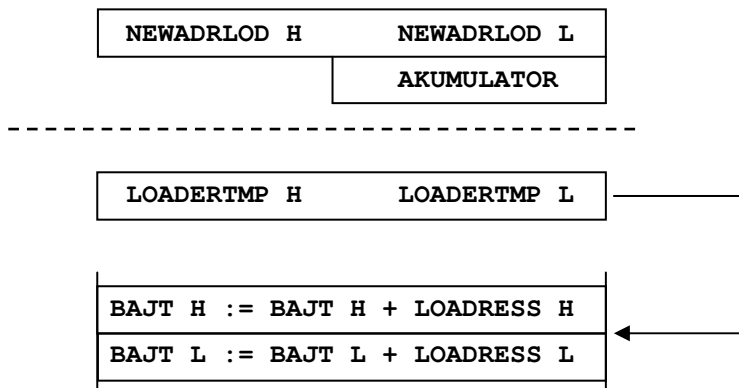 NEWADRLOD H NEWADRLOD L
AKUMULATOR
LOADERTMP H LOADERTMP L
BAJT H := BAJT H + LOADRESS H
BAJT L := BAJT L + LOADRESS L